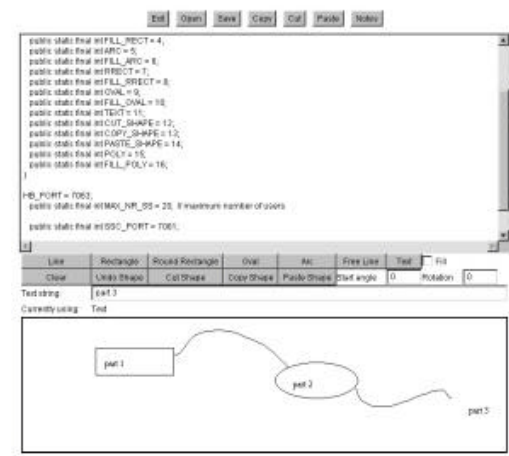 Exit Open Save Copy Cut Paste Notes
public static final int FILL_RECT = 4;
public static final int ARC = 5;
public static final int FILL_ARC = 6;
public static final int RRECT = 7;
public static final int FILL_RRECT = 8;
public static final int OVAL = 9;
public static final int FILL_OVAL = 10;
public static final int TEXT = 11;
public static final int CUT_SHAPE = 12;
public static final int COPY_SHAPE = 13;
public static final int PASTE_SHAPE = 14;
public static final int POLY = 15;
public static final int FILL_POLY = 16;
}
HB_PORT = 7063;
public static final int MAX_NR_SS = 20; // maximum number of users
public static final int SSC_PORT = 7061;
Line Rectangle Round Rectangle Oval Arc Free Line Text Fill
Clear Undo Shape Cut Shape Copy Shape Paste Shape Start angle 0 Rotation 0
Text string: part 3
Currently using: Text
part 1
part 2
part 3